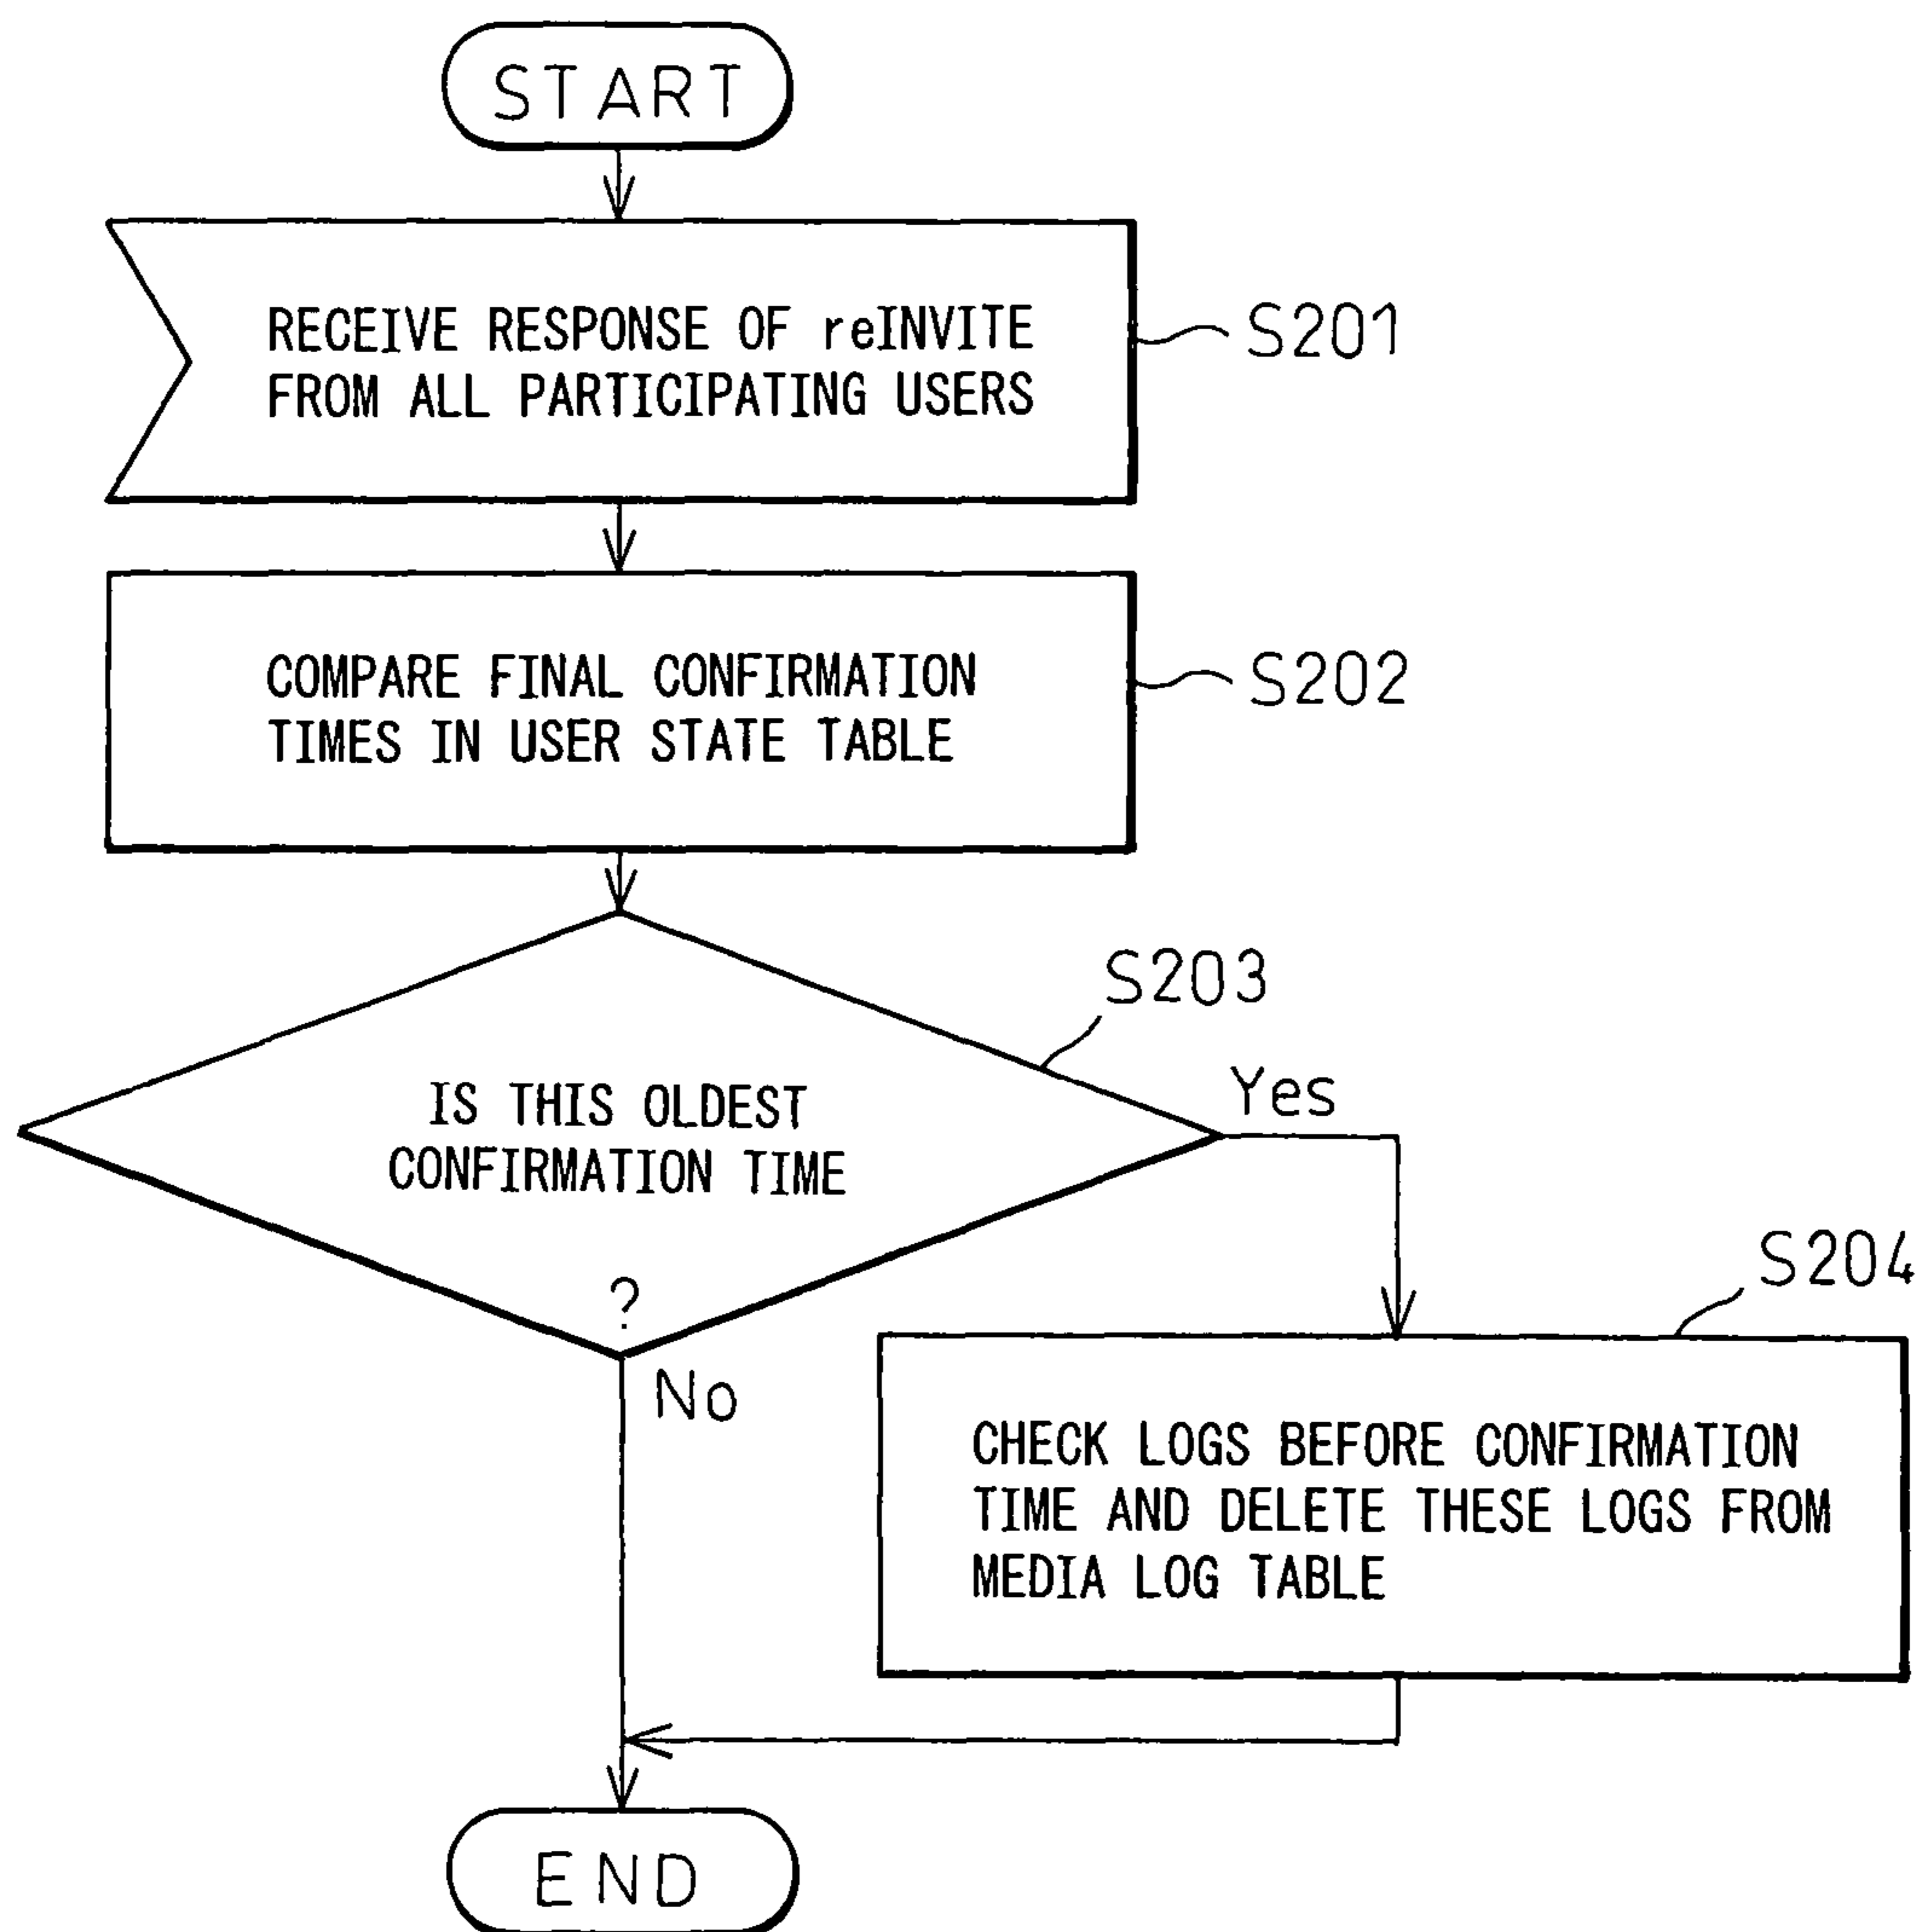 START
RECEIVE RESPONSE OF reINVITE
FROM ALL PARTICIPATING USERS
S201
COMPARE FINAL CONFIRMATION
TIMES IN USER STATE TABLE
S202
S203
IS THIS OLDEST
CONFIRMATION TIME
?
Yes
No
S204
CHECK LOGS BEFORE CONFIRMATION
TIME AND DELETE THESE LOGS FROM
MEDIA LOG TABLE
END